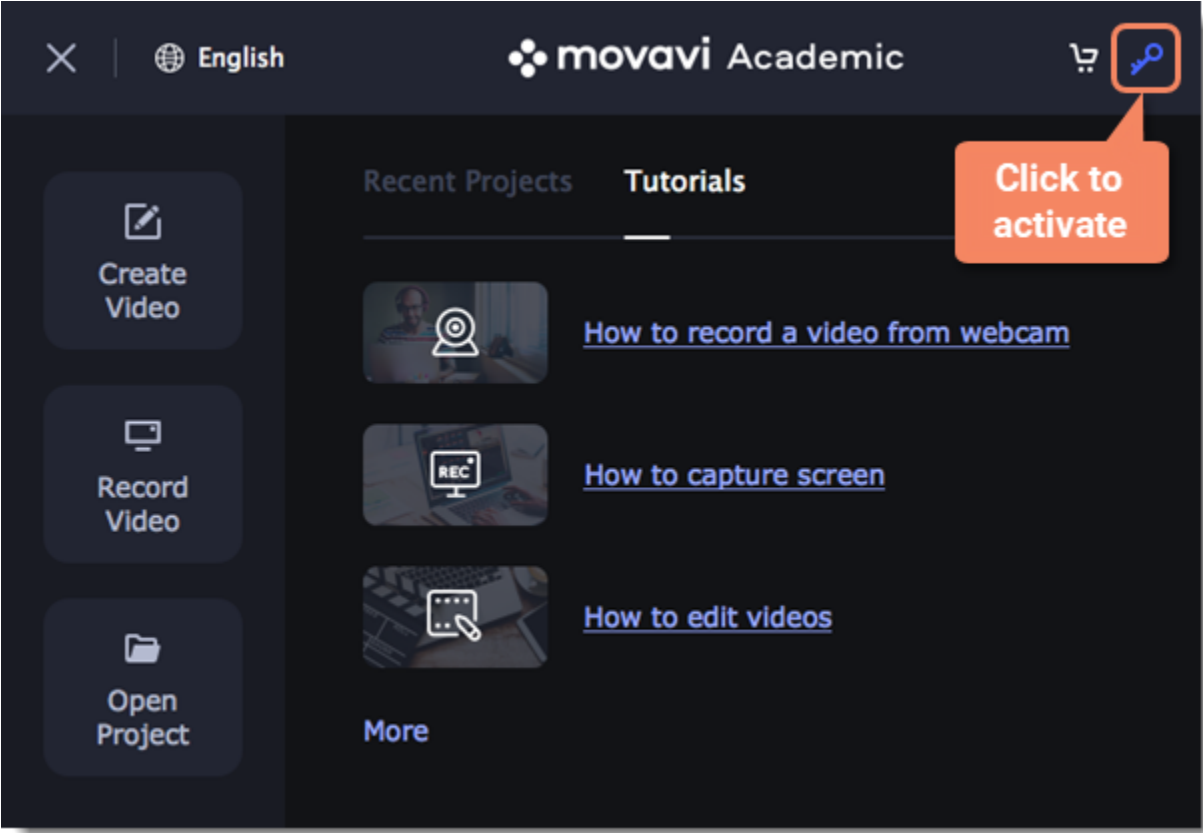 English
movavi Academic
Click to
activate
Recent Projects
Tutorials
Create
Video
How to record a video from webcam
Record
Video
REC
How to capture screen
Open
Project
How to edit videos
More